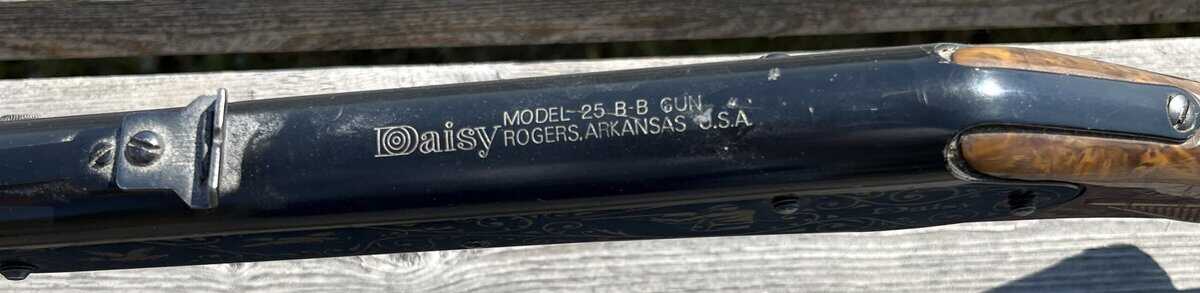 MODEL 25 B-B GUN
Daisy ROGERS, ARKANSAS U.S.A.